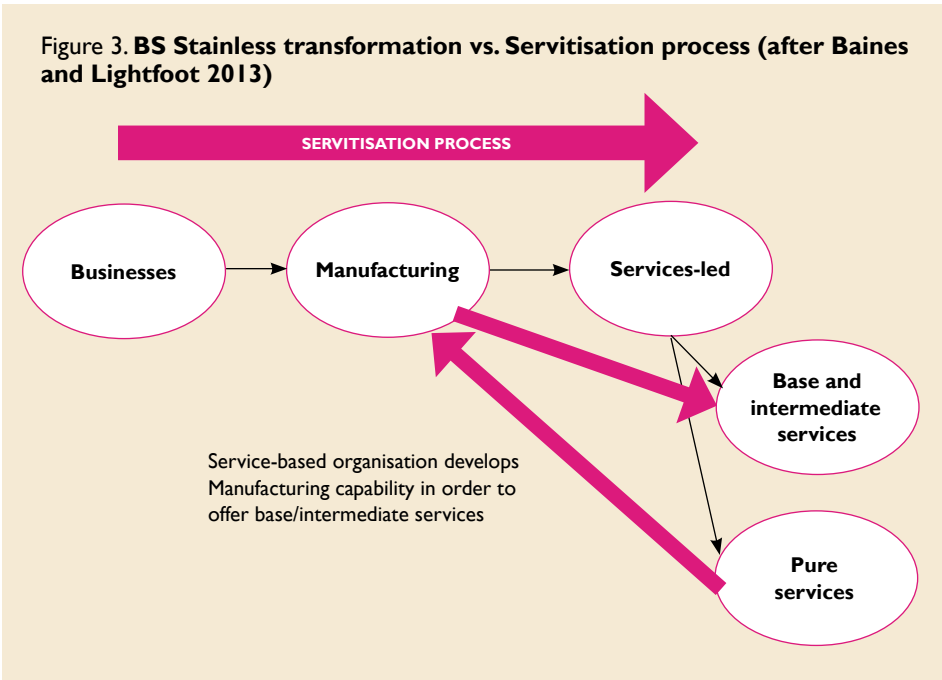 Figure 3. BS Stainless transformation vs. Servitisation process (after Baines
and Lightfoot 2013)
SERVITISATION PROCESS
Businesses
Manufacturing
Services-led
Base and
intermediate
services
Service-based organisation develops
Manufacturing capability in order to
offer base/intermediate services
Pure
services